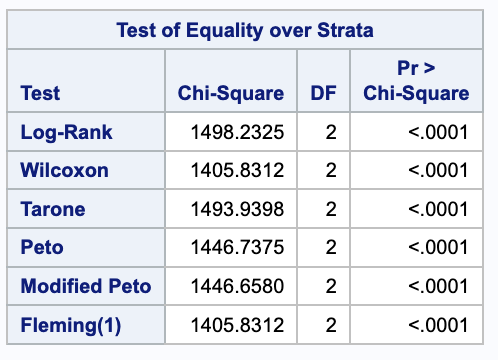 Test of Equality over Strata
Test Chi-Square DF Pr > Chi-Square
Log-Rank 1498.2325 2 <.0001
Wilcoxon 1405.8312 2 <.0001
Tarone 1493.9398 2 <.0001
Peto 1446.7375 2 <.0001
Modified Peto 1446.6580 2 <.0001
Fleming(1) 1405.8312 2 <.0001